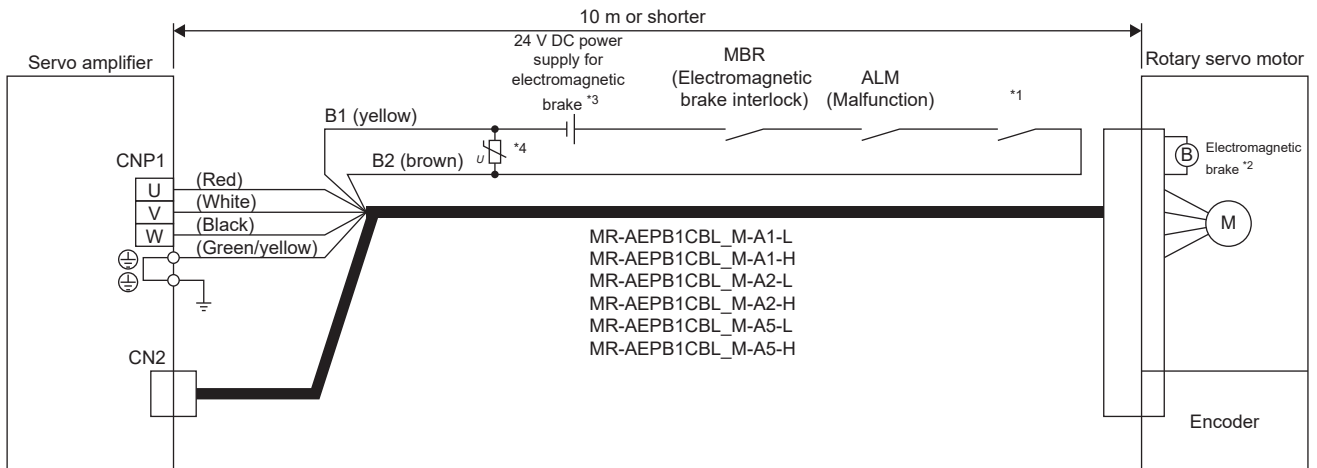 10 m or shorter
Servo amplifier
24 V DC power
supply for
electromagnetic
brake *3
MBR
(Electromagnetic
brake interlock)
ALM
(Malfunction)
*1
Rotary servo motor
B1 (yellow)
U
*4
B2 (brown)
B
Electromagnetic
brake *2
CNP1
U
(Red)
V
(White)
W
(Black)
(Green/yellow)
M
MR-AEPB1CBL_M-A1-L
MR-AEPB1CBL_M-A1-H
MR-AEPB1CBL_M-A2-L
MR-AEPB1CBL_M-A2-H
MR-AEPB1CBL_M-A5-L
MR-AEPB1CBL_M-A5-H
CN2
Encoder